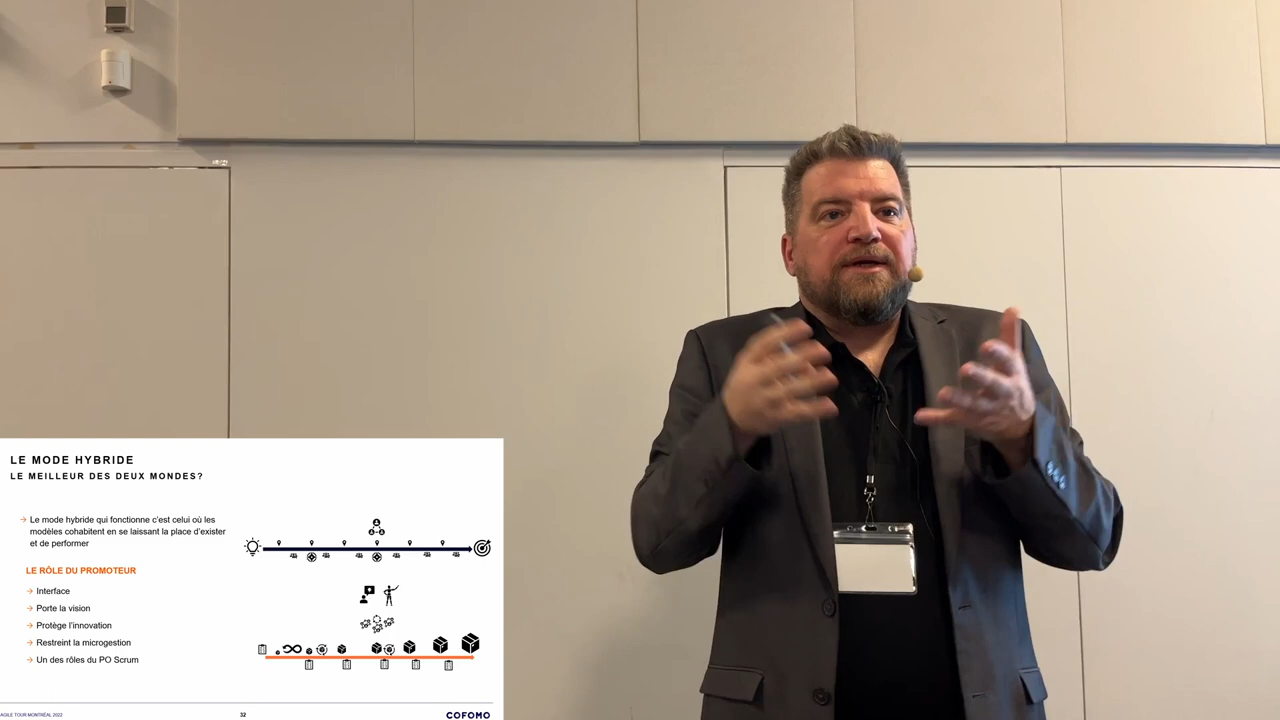 LE MODE HYBRIDE
LE MEILLEUR DES DEUX MONDES?
Le mode hybride qui fonctionne c'est celui où les
modèles cohabitent en se laissant la place d'exister
et de performer
LE RÔLE DU PROMOTEUR
Interface
Porte la vision
Protège l'innovation
Restreint la microgestion
Un des rôles du PO Scrum
AGILE TOUR MONTRÉAL 2023
32
COFOMO